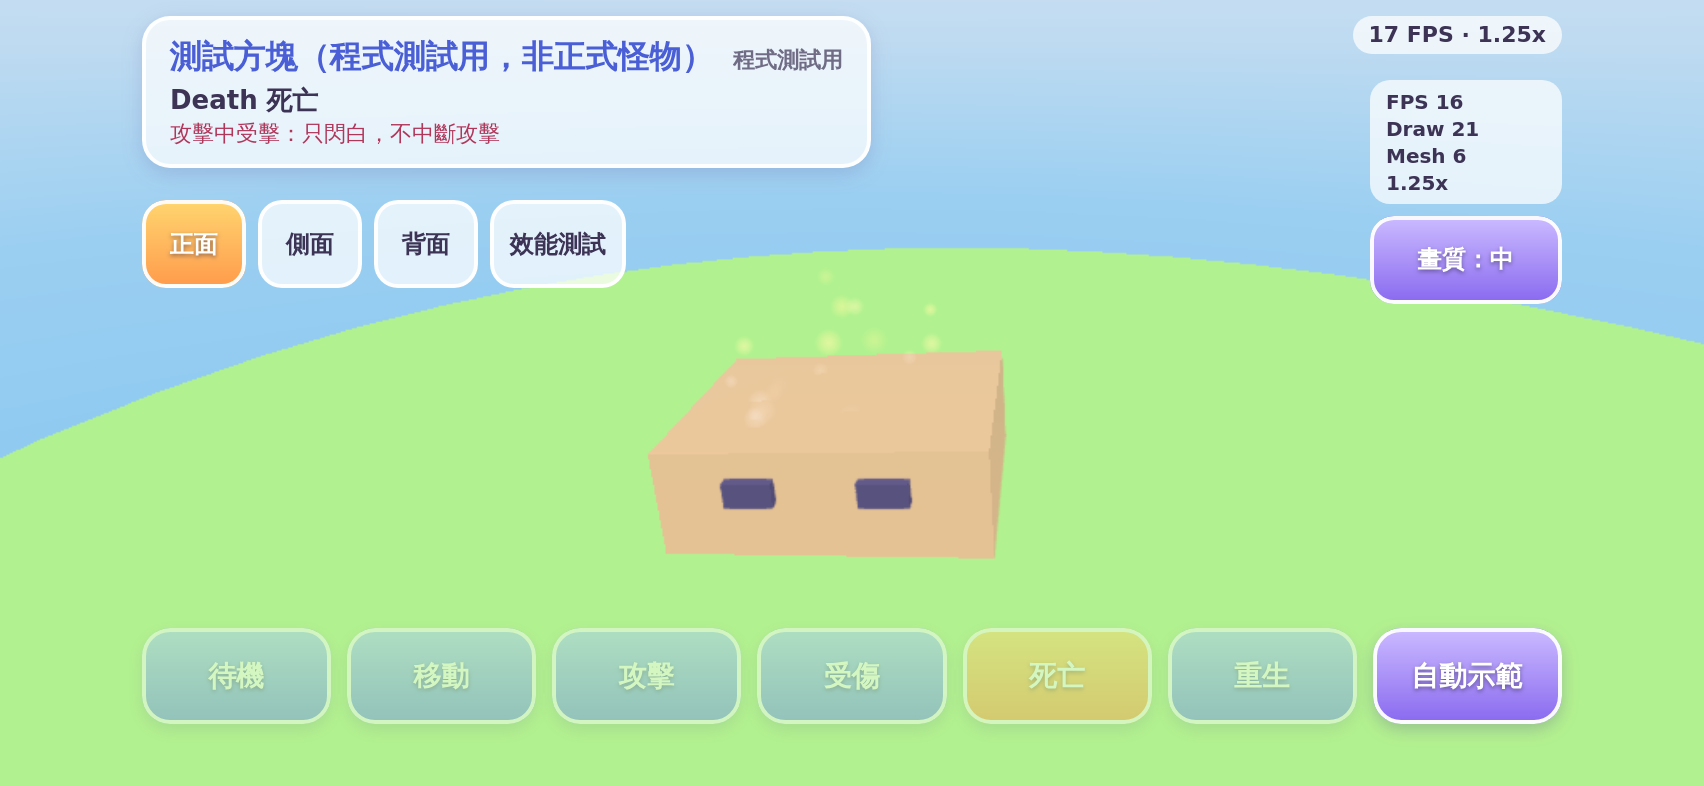 測試方塊（程式測試用，非正式怪物） 程式測試用
Death 死亡
攻擊中受擊：只閃白，不中斷攻擊
17 FPS · 1.25x
FPS 16
Draw 21
Mesh 6
1.25x
正面 側面 背面 效能測試
畫質：中
待機 移動 攻擊 受傷 死亡 重生 自動示範